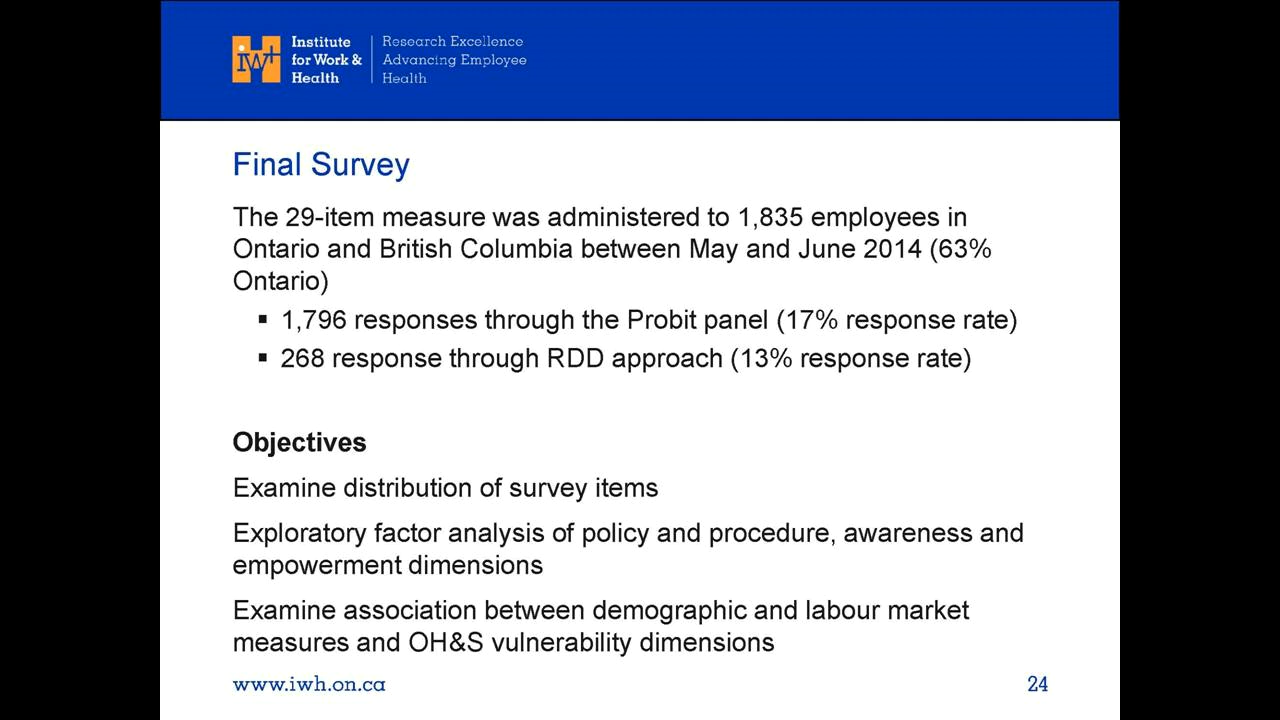 iw+
Institute
for Work &
Health
Research Excellence
Advancing Employee
Health
Final Survey
The 29-item measure was administered to 1,835 employees in
Ontario and British Columbia between May and June 2014 (63%
Ontario)
▪ 1,796 responses through the Probit panel (17% response rate)
▪ 268 response through RDD approach (13% response rate)
Objectives
Examine distribution of survey items
Exploratory factor analysis of policy and procedure, awareness and
empowerment dimensions
Examine association between demographic and labour market
measures and OH&S vulnerability dimensions
www.iwh.on.ca
24